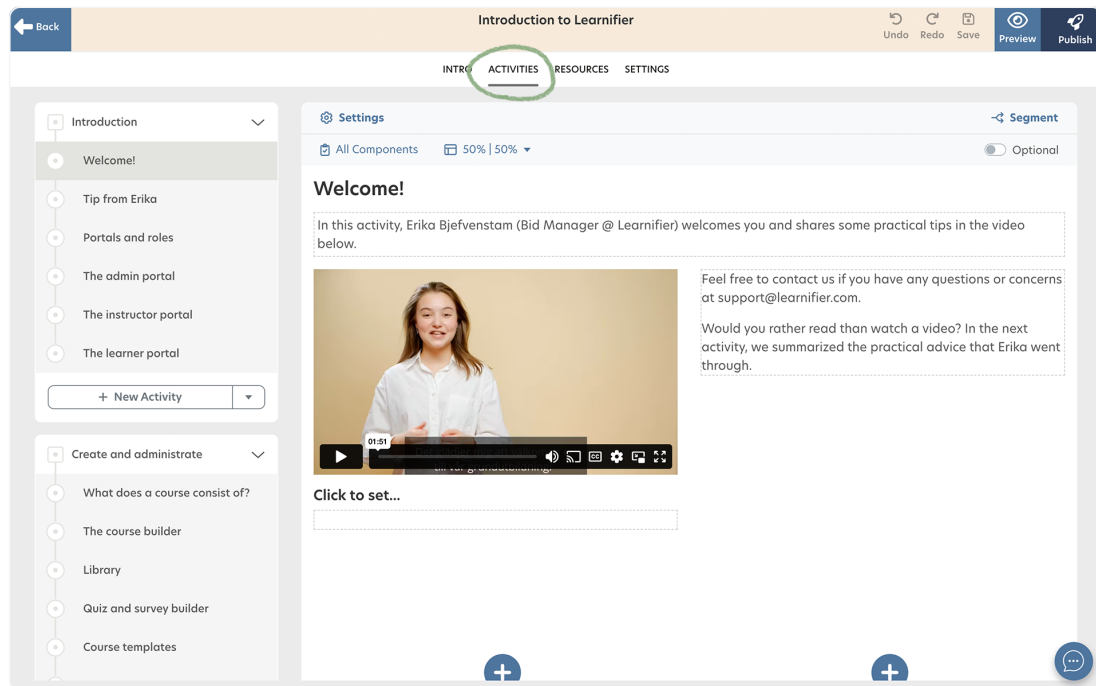 Back
Introduction to Learnifier
Undo
Redo
Save
Preview
Publish
INTRO
ACTIVITIES
RESOURCES
SETTINGS
Introduction
Welcome!
Tip from Erika
Portals and roles
The admin portal
The instructor portal
The learner portal
+ New Activity
Create and administrate
What does a course consist of?
The course builder
Library
Quiz and survey builder
Course templates
Settings
Segment
All Components
50% | 50%
Optional
Welcome!
In this activity, Erika Bjefvenstam (Bid Manager @ Learnifier) welcomes you and shares some practical tips in the video
below.
01:51
CC
Feel free to contact us if you have any questions or concerns
at support@learnifier.com.
Would you rather read than watch a video? In the next
activity, we summarized the practical advice that Erika went
through.
Click to set...